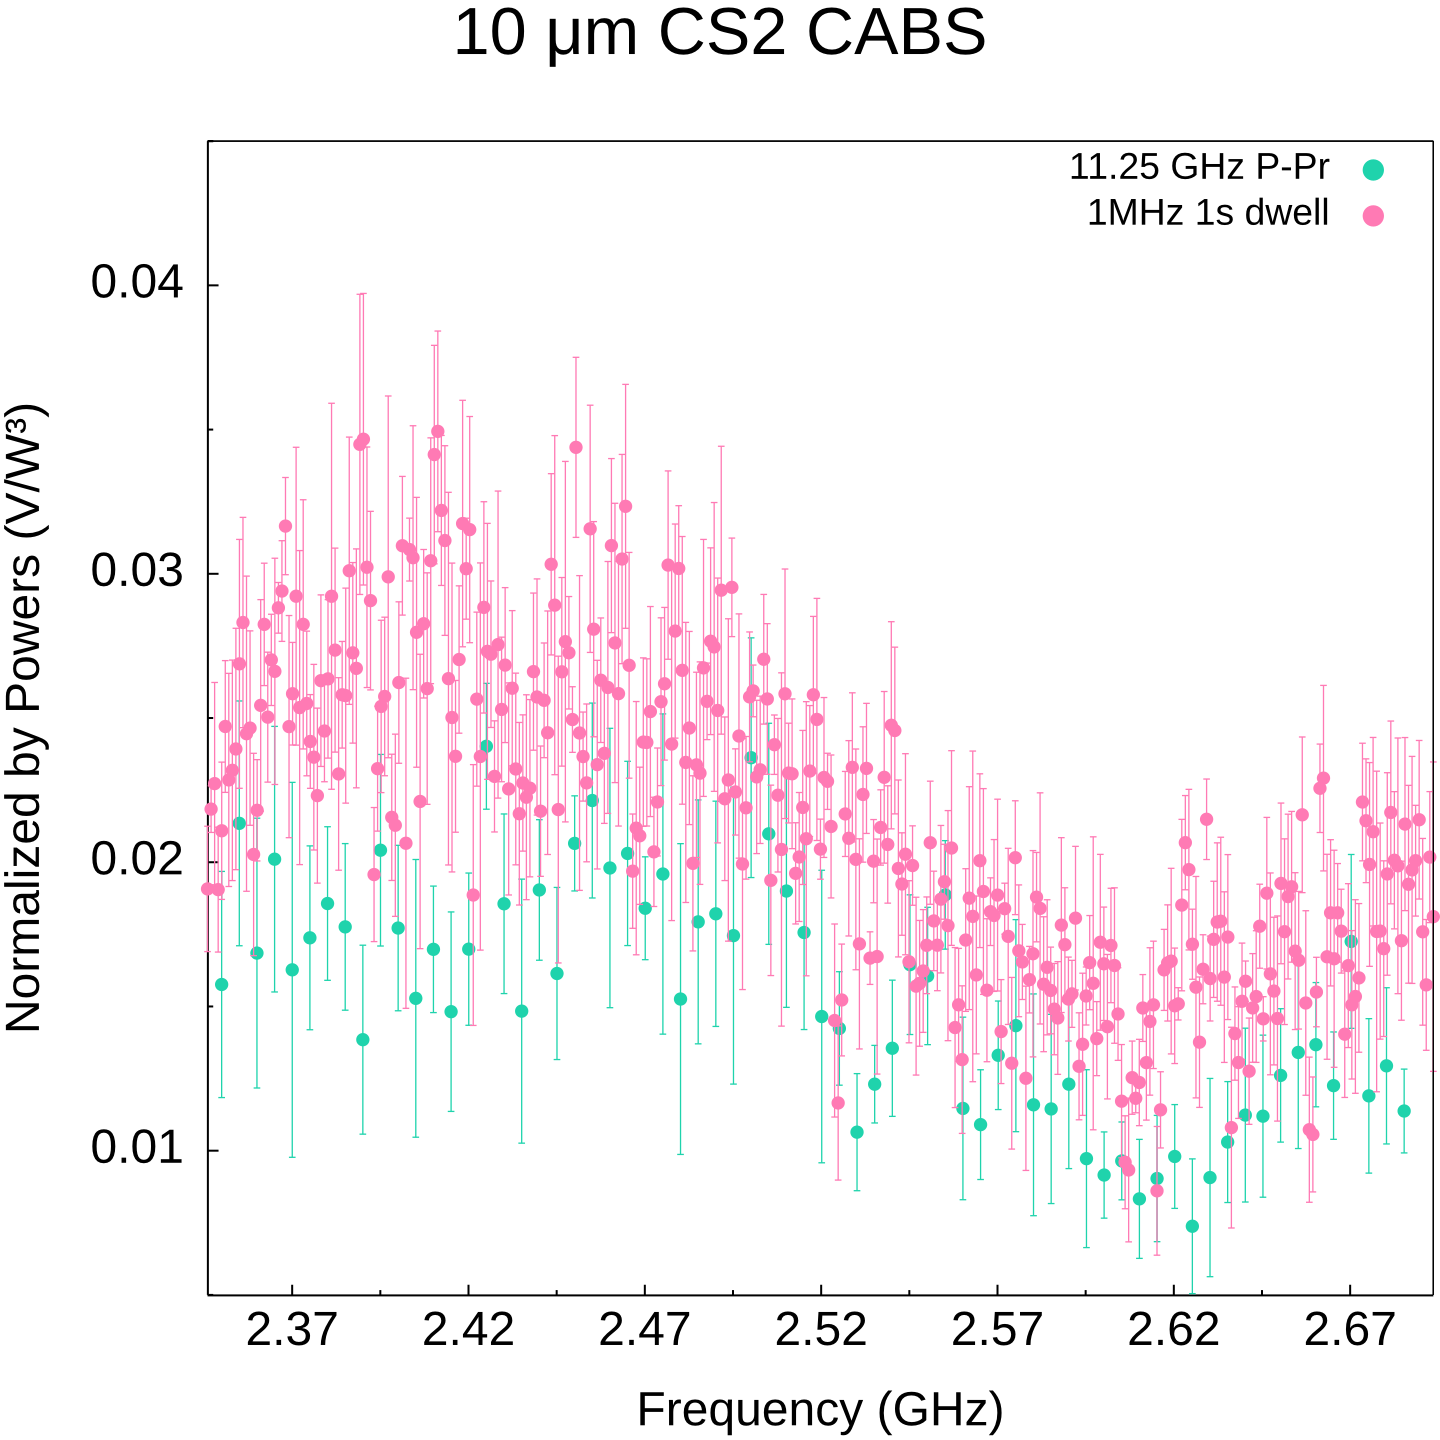 10 μm CS2 CABS
11.25 GHz P-Pr
1MHz 1s dwell
Normalized by Powers (V/W³)
0.04
0.03
0.02
0.01
2.37 2.42 2.47 2.52 2.57 2.62 2.67
Frequency (GHz)